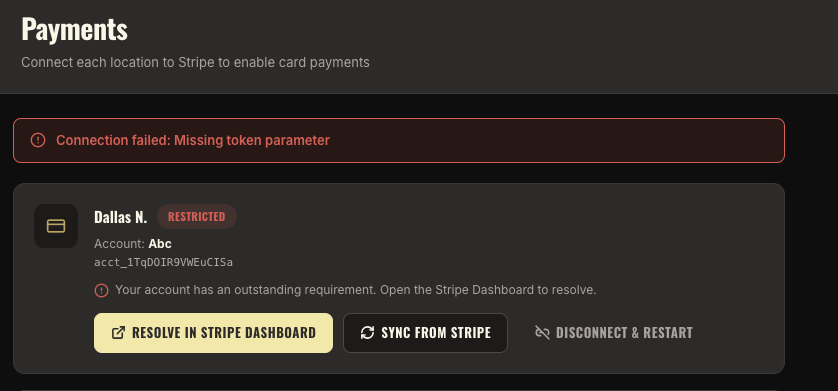 Payments
Connect each location to Stripe to enable card payments
Connection failed: Missing token parameter
Dallas N. RESTRICTED
Account: Abc
acct_1TqDOIR9VWEuCISa
Your account has an outstanding requirement. Open the Stripe Dashboard to resolve.
RESOLVE IN STRIPE DASHBOARD SYNC FROM STRIPE DISCONNECT & RESTART